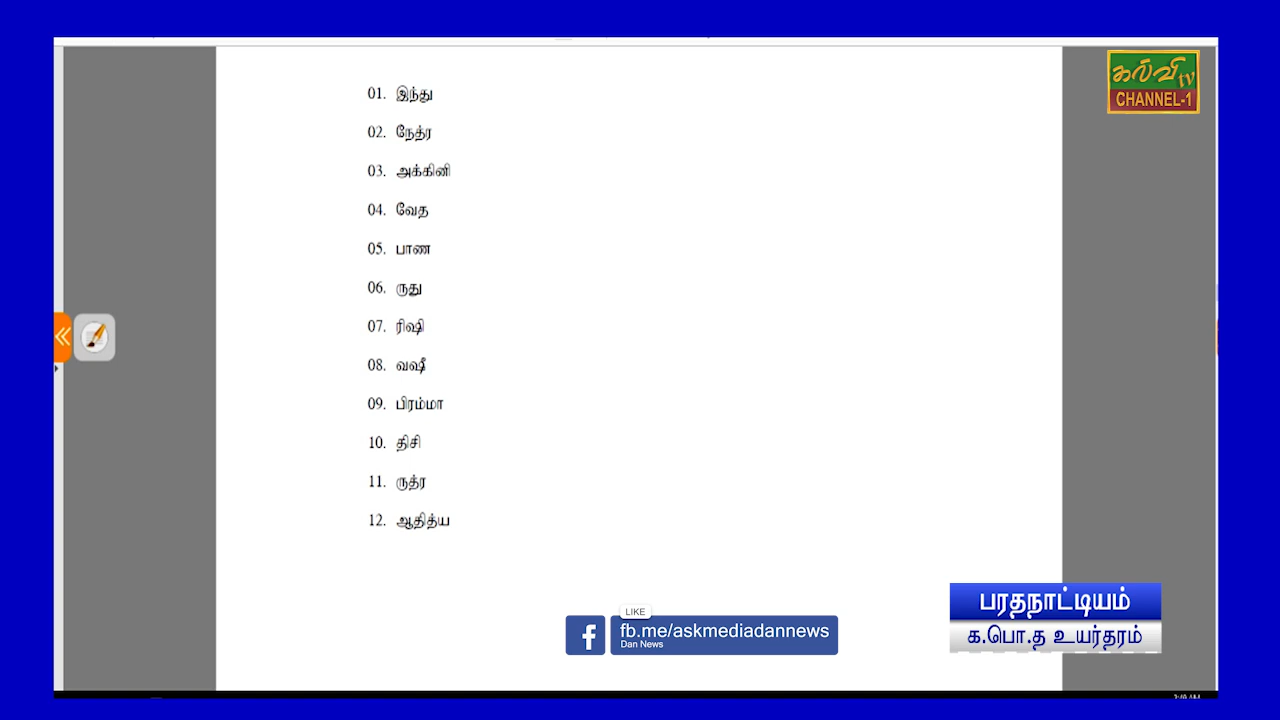 கல்வி tv
CHANNEL-1
01. இந்து
02. நேத்ர
03. அக்கினி
04. வேத
05. பாண
06. ருது
07. ரிஷி
08. வஷீ
09. பிரம்மா
10. திசி
11. ருத்ர
12. ஆதித்ய
பரதநாட்டியம்
க.பொ.த உயர்தரம்
LIKE
fb.me/askmediadannews
Dan News